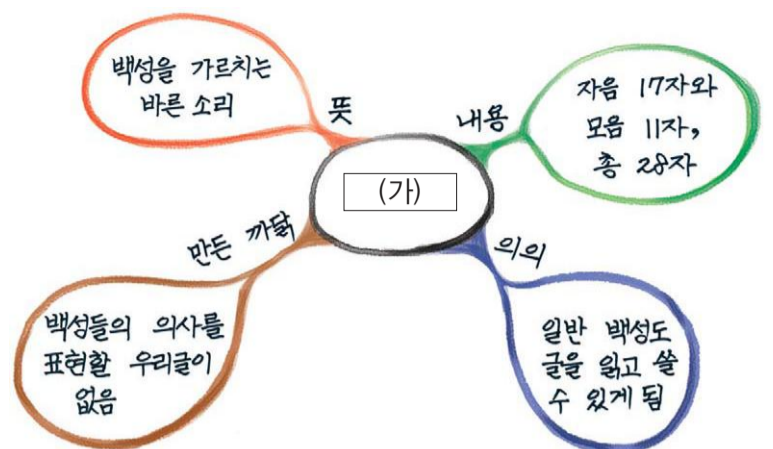 백성을 가르치는
바른 소리
뜻
내용
자음 17자와
모음 11자,
총 28자
(가)
만든 까닭
의의
백성들의 의사를
표현할 우리글이
없음
일반 백성도
글을 읽고 쓸
수 있게 됨